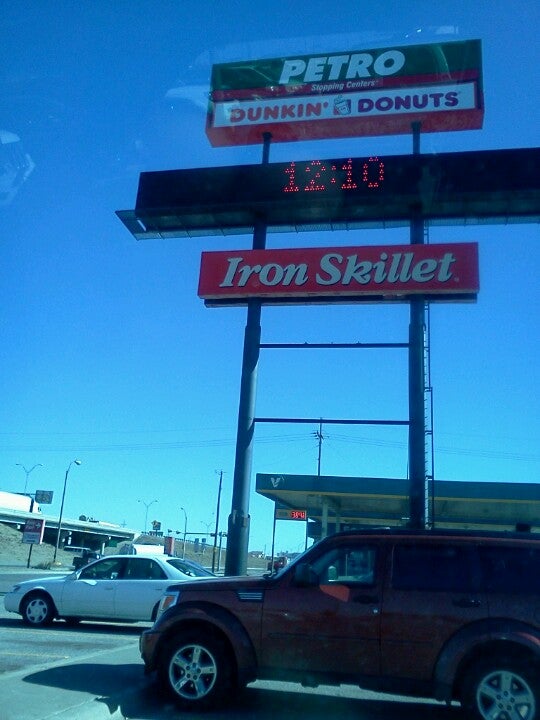 PETRO
Stopping Centers
DUNKIN' DONUTS
12:10
Iron Skillet